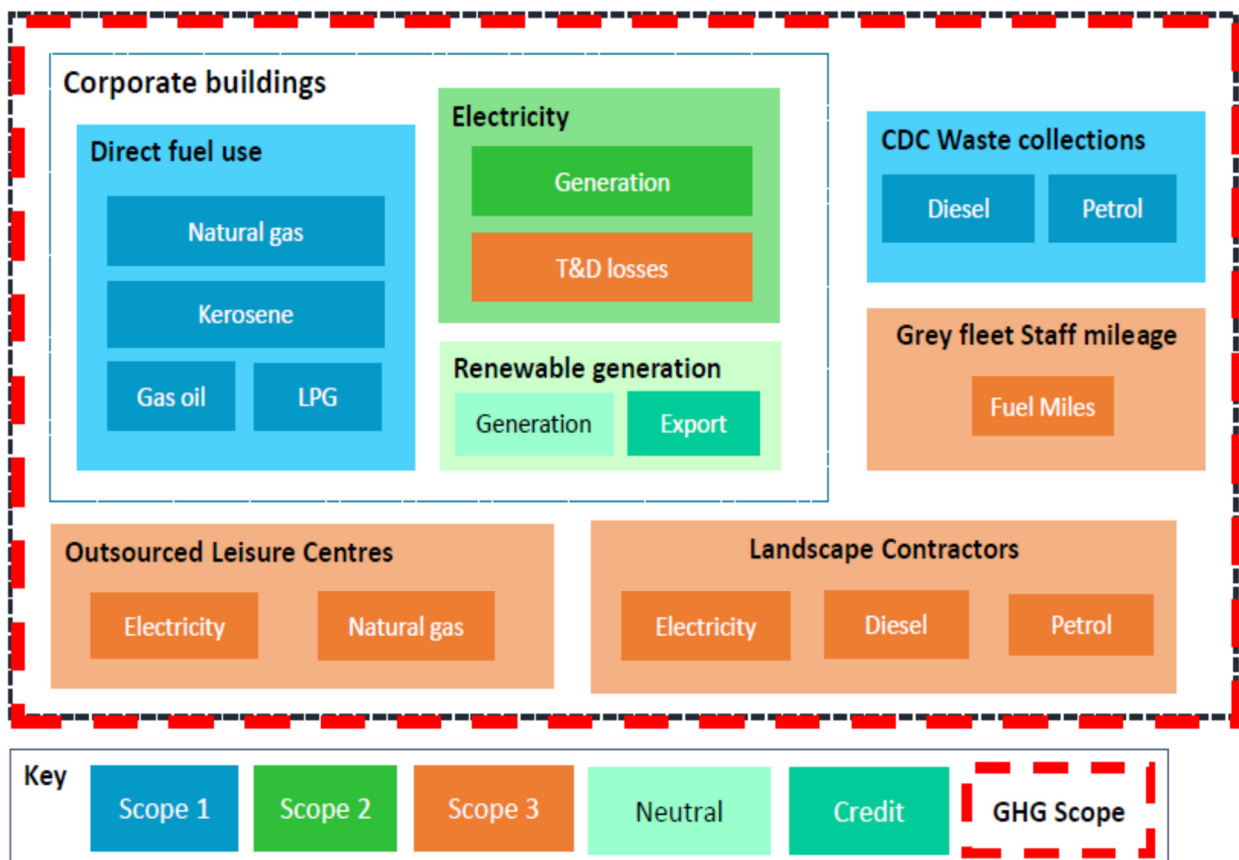 Corporate buildings
Direct fuel use
Natural gas
Kerosene
Gas oil
LPG
Electricity
Generation
T&D losses
Renewable generation
Generation
Export
CDC Waste collections
Diesel
Petrol
Grey fleet Staff mileage
Fuel Miles
Outsourced Leisure Centres
Electricity
Natural gas
Landscape Contractors
Electricity
Diesel
Petrol
Key
Scope 1
Scope 2
Scope 3
Neutral
Credit
GHG Scope